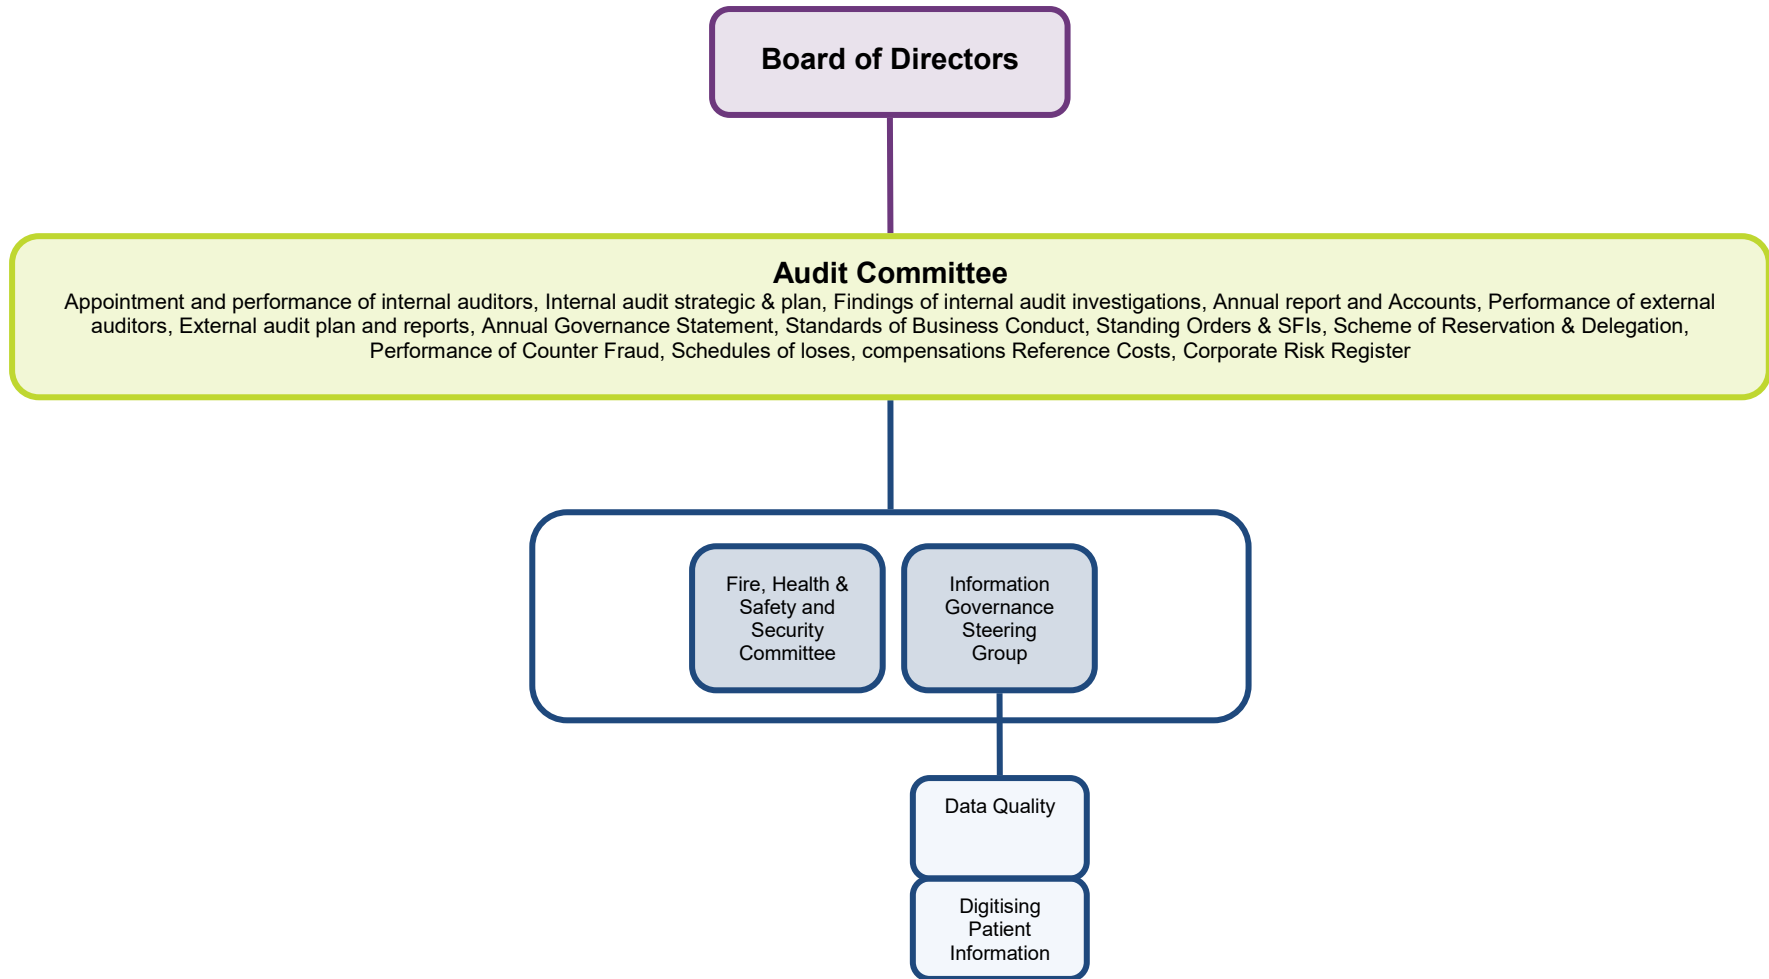 Board of Directors
Audit Committee
Appointment and performance of internal auditors, Internal audit strategic & plan, Findings of internal audit investigations, Annual report and Accounts, Performance of external
auditors, External audit plan and reports, Annual Governance Statement, Standards of Business Conduct, Standing Orders & SFIs, Scheme of Reservation & Delegation,
Performance of Counter Fraud, Schedules of loses, compensations Reference Costs, Corporate Risk Register
Fire, Health &
Safety and
Security
Committee
Information
Governance
Steering
Group
Data Quality
Digitising
Patient
Information